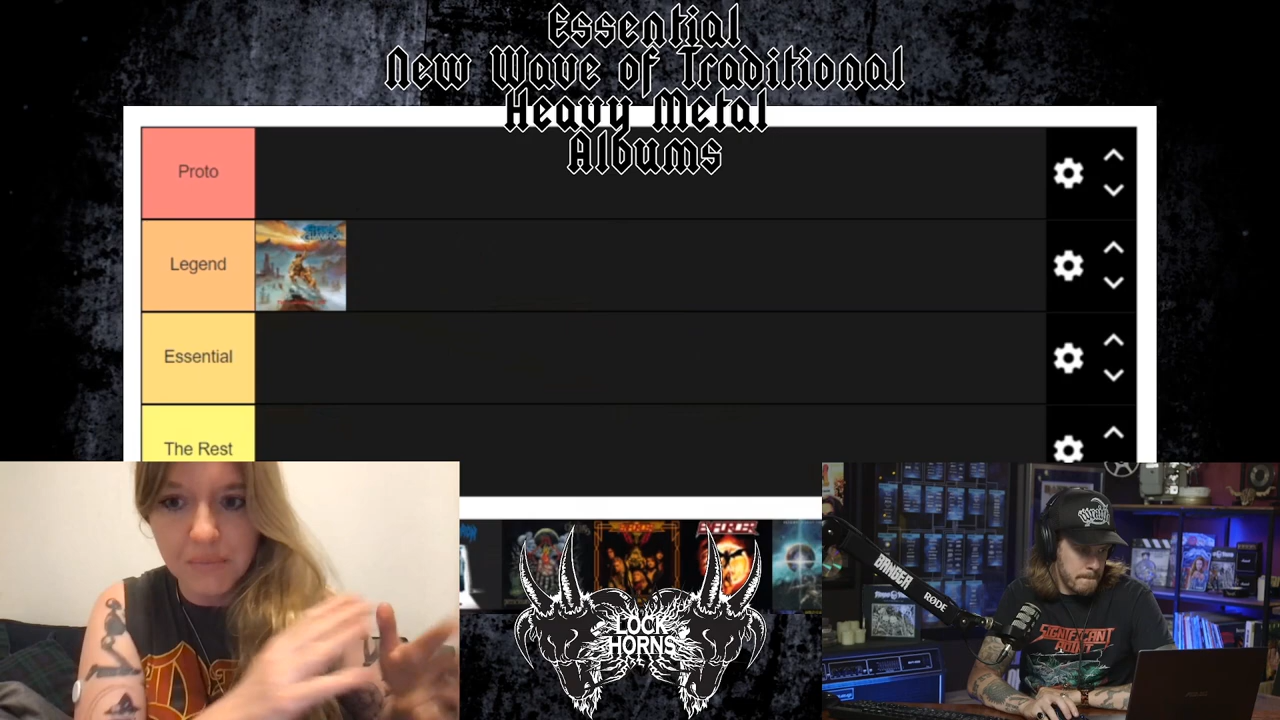 Essential
New Wave of Traditional
Heavy Metal
Albums
Proto
Legend
Essential
The Rest
ENFORCER
LOCK
HORNS
BANGER
RØDE
SIGNIFICANT
POINT